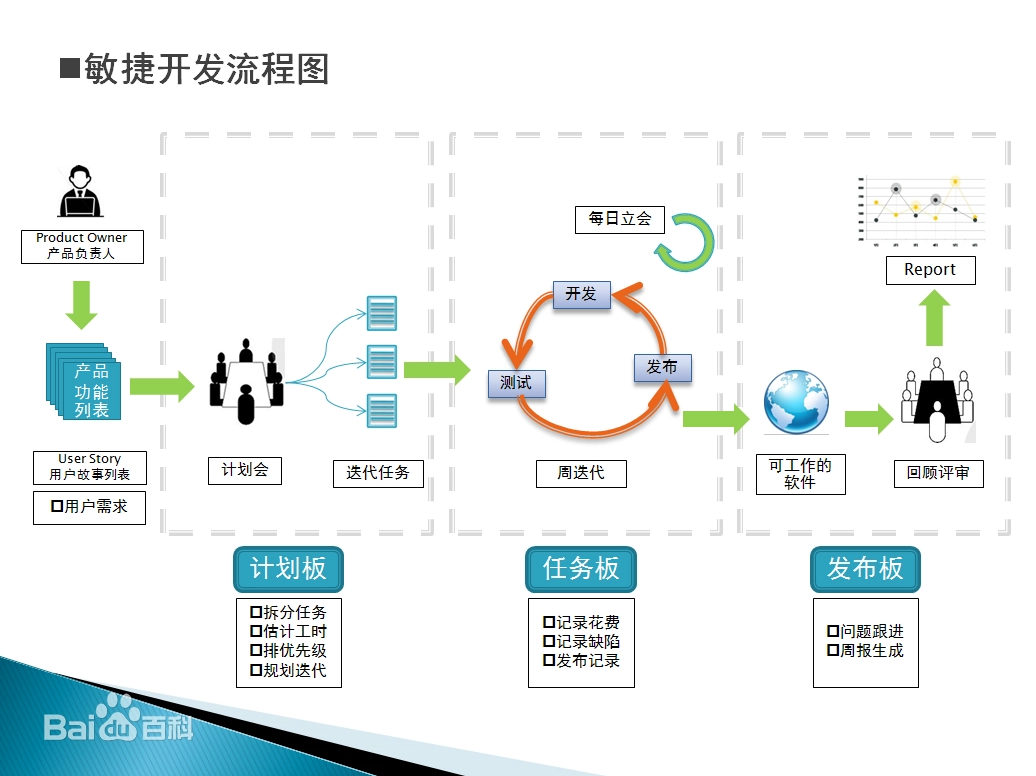 ■敏捷开发流程图
Product Owner
产品负责人
产品
功能
列表
User Story
用户故事列表
用户需求
计划会
迭代任务
每日立会
开发
测试
发布
周迭代
可工作的
软件
Report
回顾评审
计划板
拆分任务
估计工时
排优先级
规划迭代
任务板
记录花费
记录缺陷
发布记录
发布板
问题跟进
周报生成
Bai du 百科